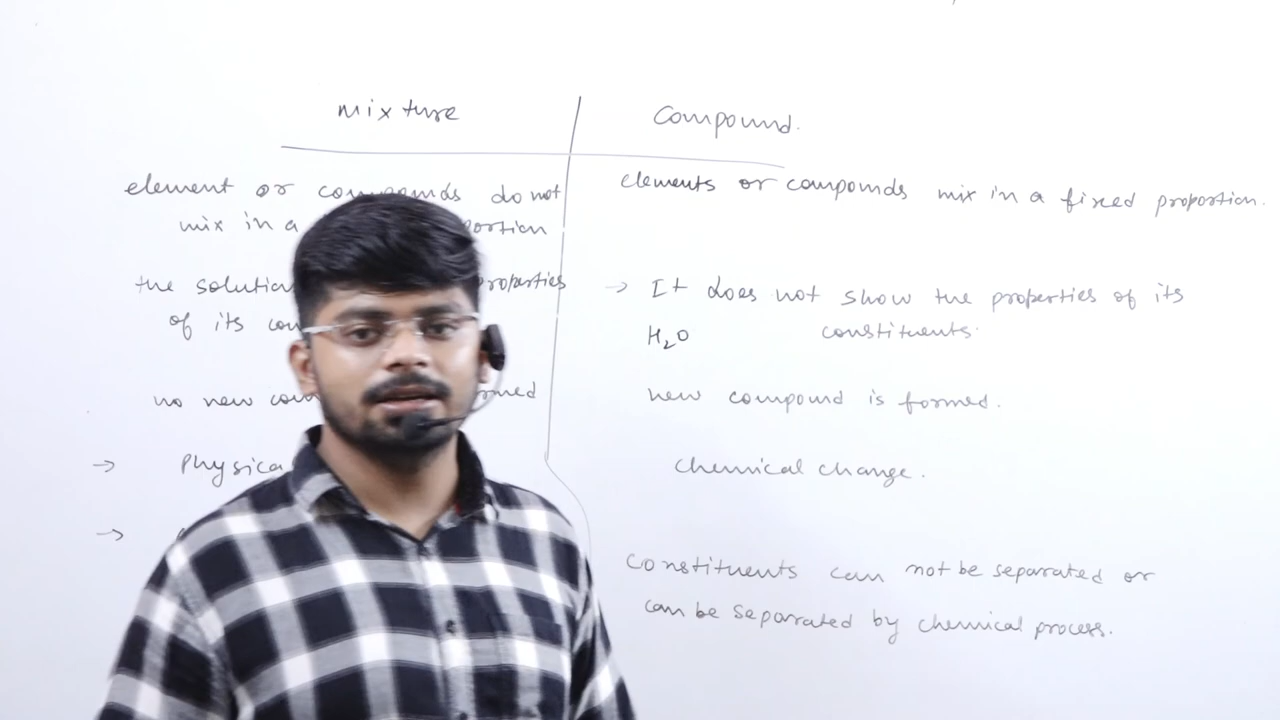 mixture
Compound.
element or compounds do not
mix in a
elements or compounds mix in a fixed proportion.
the solution properties
of its
→ It does not show the properties of its
H₂O constituents.
no new
new compound is formed.
→
chemical change.
→
constituents can not be separated or
can be separated by chemical process.